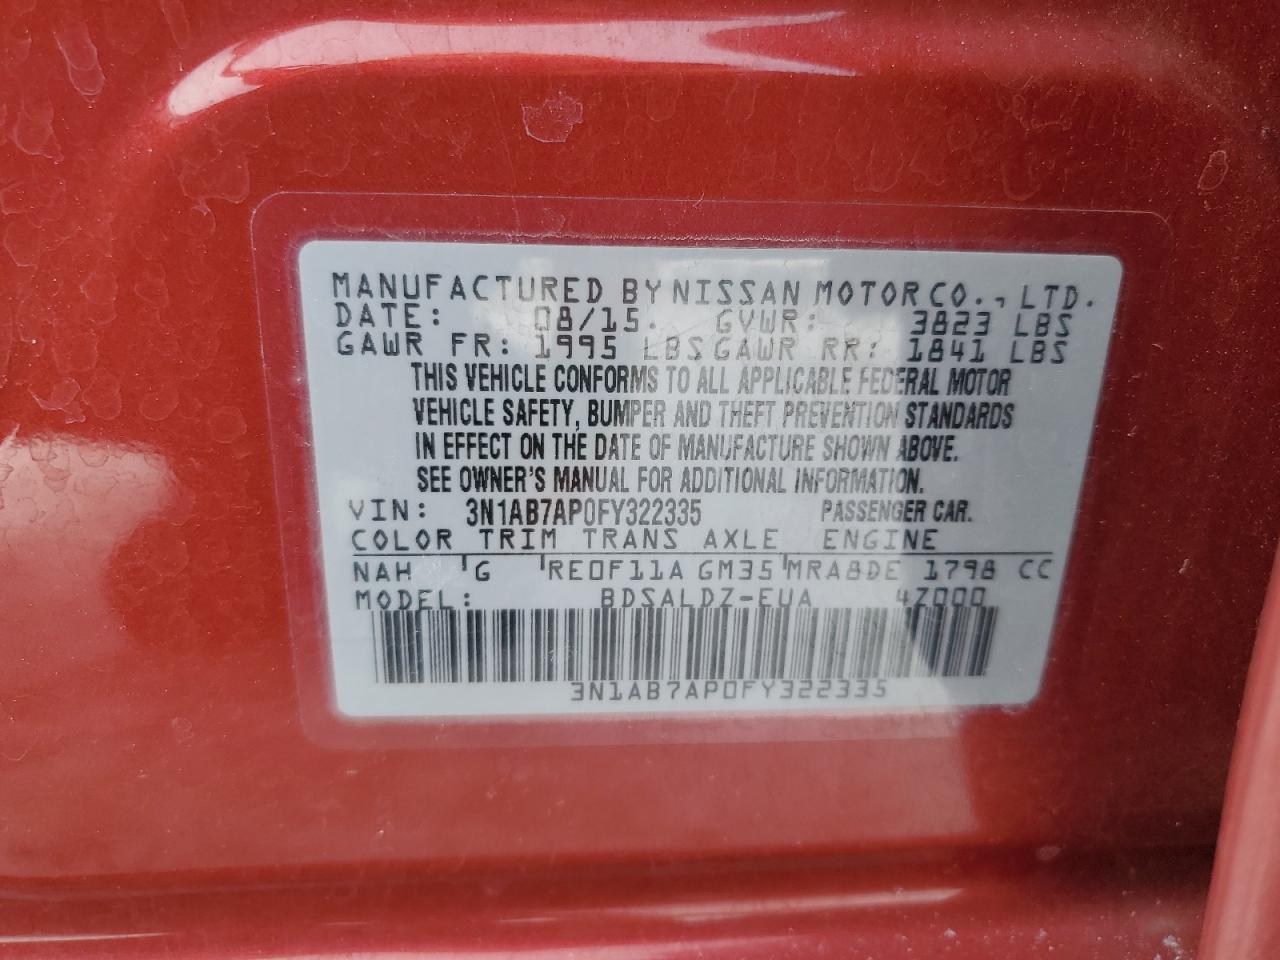 MANUFACTURED BY NISSAN MOTOR CO., LTD.
DATE: 08/15. GVWR: 3823 LBS
GAWR FR: 1995 LBS GAWR RR: 1841 LBS
THIS VEHICLE CONFORMS TO ALL APPLICABLE FEDERAL MOTOR
VEHICLE SAFETY, BUMPER AND THEFT PREVENTION STANDARDS
IN EFFECT ON THE DATE OF MANUFACTURE SHOWN ABOVE.
SEE OWNER'S MANUAL FOR ADDITIONAL INFORMATION.
VIN: 3N1AB7AP0FY322335 PASSENGER CAR.
COLOR TRIM TRANS AXLE ENGINE
NAH G RE0F11A GM35 MRA8DE 1798 CC
MODEL: BDSALDZ-EUA 4Z000
3N1AB7AP0FY322335